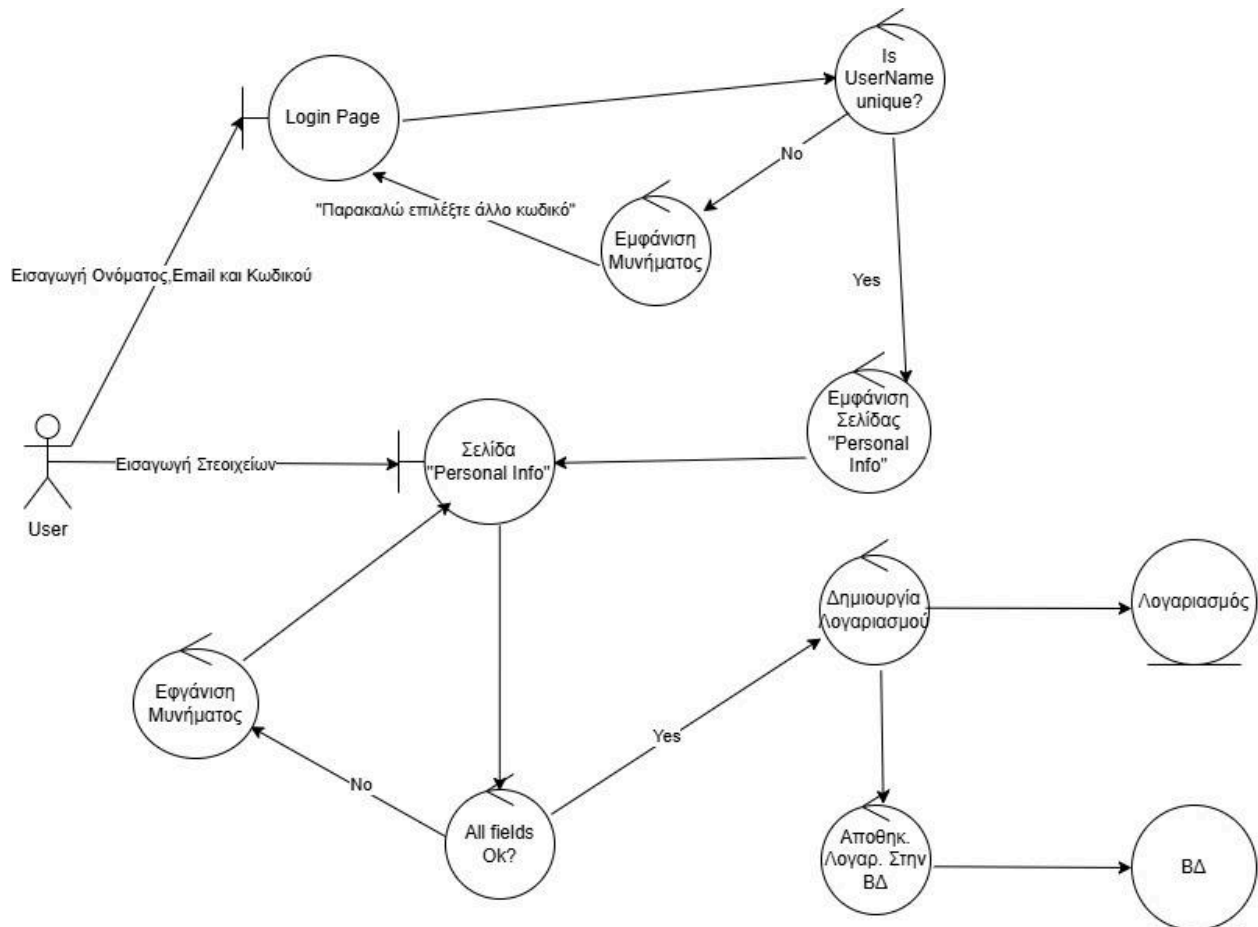 Is
UserName
unique?
Login Page
No
"Παρακαλώ επιλέξτε άλλο κωδικό"
Εμφάνιση
Μυνήματος
Εισαγωγή Ονόματος,Email και Κωδικού
Yes
Εμφάνιση
Σελίδας
"Personal
Info"
Σελίδα
"Personal Info"
Εισαγωγή Στεοιχείων
User
Δημιουργία
Λογαριασμού
Λογαριασμός
Εφγάνιση
Μυνήματος
Yes
No
All fields
Ok?
Αποθηκ.
Λογαρ. Στην
ΒΔ
ΒΔ